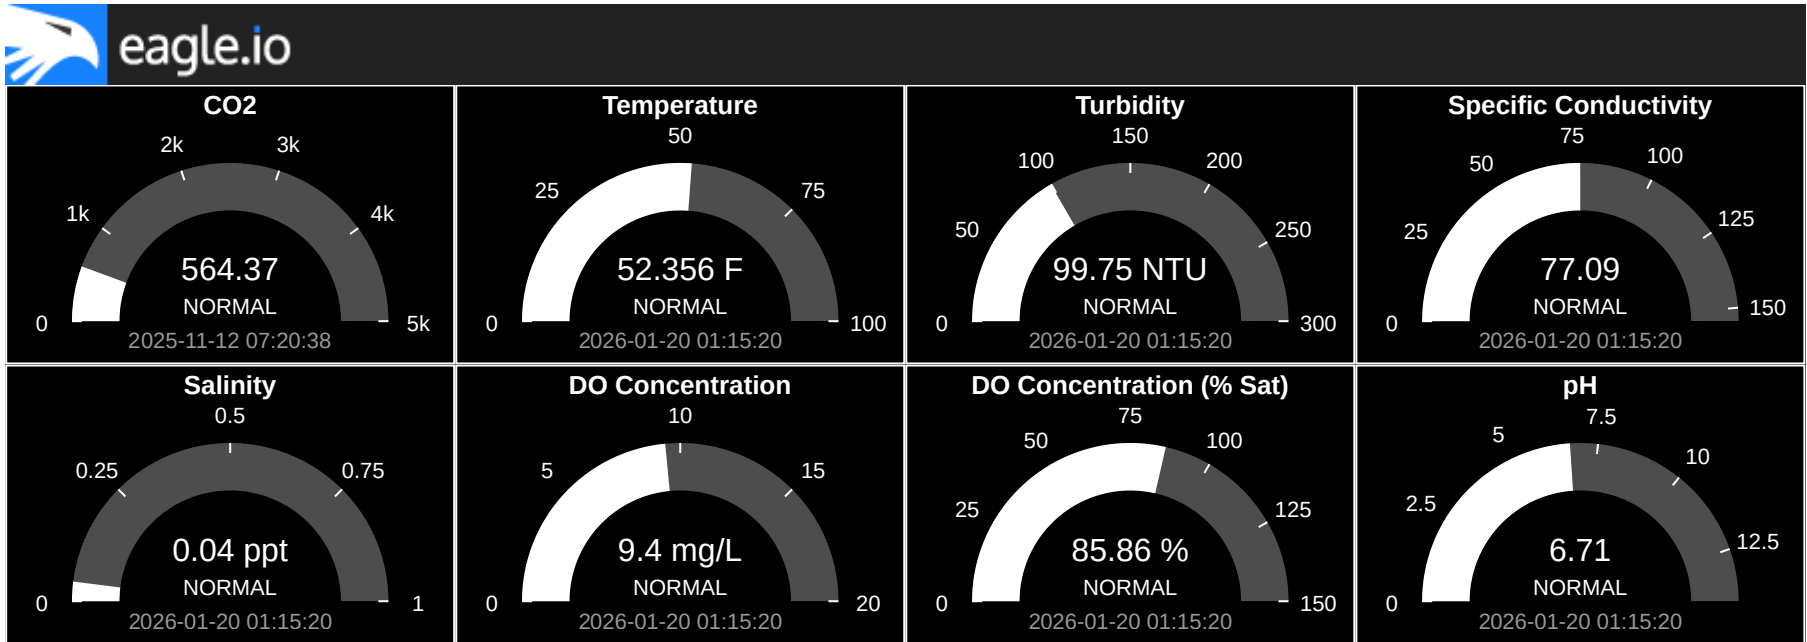 eagle.io
CO2
0
1k
2k
3k
4k
5k
564.37
NORMAL
2025-11-12 07:20:38
Temperature
0
25
50
75
100
52.356 F
NORMAL
2026-01-20 01:15:20
Turbidity
0
50
100
150
200
250
300
99.75 NTU
NORMAL
2026-01-20 01:15:20
Specific Conductivity
0
25
50
75
100
125
150
77.09
NORMAL
2026-01-20 01:15:20
Salinity
0
0.25
0.5
0.75
1
0.04 ppt
NORMAL
2026-01-20 01:15:20
DO Concentration
0
5
10
15
20
9.4 mg/L
NORMAL
2026-01-20 01:15:20
DO Concentration (% Sat)
0
25
50
75
100
125
150
85.86 %
NORMAL
2026-01-20 01:15:20
pH
0
2.5
5
7.5
10
12.5
6.71
NORMAL
2026-01-20 01:15:20